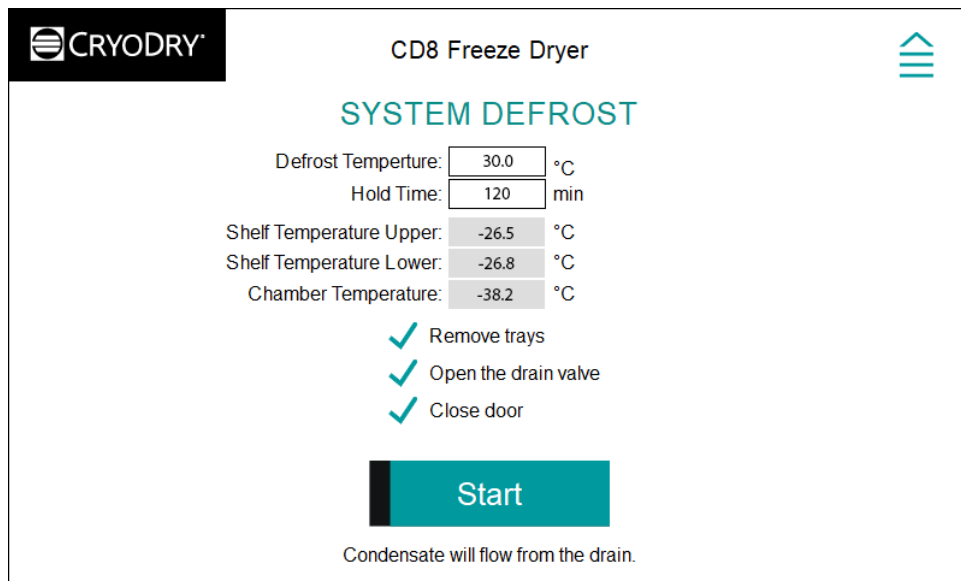 CRYODRY
CD8 Freeze Dryer
SYSTEM DEFROST
Defrost Temperture: 30.0 °C
Hold Time: 120 min
Shelf Temperature Upper: -26.5 °C
Shelf Temperature Lower: -26.8 °C
Chamber Temperature: -38.2 °C
Remove trays
Open the drain valve
Close door
Start
Condensate will flow from the drain.